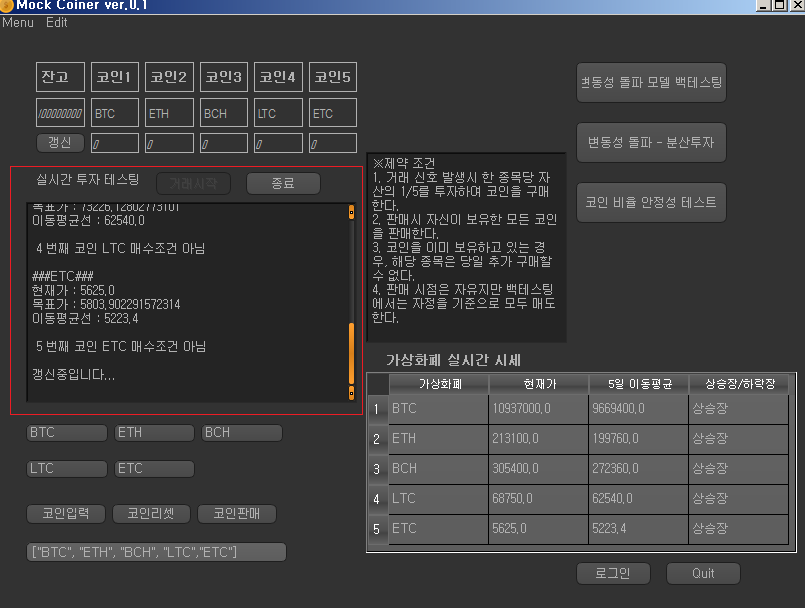 Mock Coiner ver.0.1
Menu Edit
잔고 코인1 코인2 코인3 코인4 코인5
10000000 BTC ETH BCH LTC ETC
갱신 0 0 0 0 0
변동성 돌파 모델 백테스팅
변동성 돌파 - 분산투자
코인 비율 안정성 테스트
실시간 투자 테스팅 거래시작 종료
목표가 : 73226.12802773101
이동평균선 : 62540.0
4 번째 코인 LTC 매수조건 아님
###ETC###
현재가 : 5625.0
목표가 : 5803.902291572314
이동평균선 : 5223.4
5 번째 코인 ETC 매수조건 아님
갱신중입니다...
※제약 조건
1. 거래 신호 발생시 한 종목당 자
산의 1/5를 투자하여 코인을 구매
한다.
2. 판매시 자신이 보유한 모든 코인
을 판매한다.
3. 코인을 이미 보유하고 있는 경
우, 해당 종목은 당일 추가 구매할
수 없다.
4. 판매 시점은 자유지만 백테스팅
에서는 자정을 기준으로 모두 매도
한다.
가상화폐 실시간 시세
가상화폐 현재가 5일 이동평균 상승장/하락장
1 BTC 10937000.0 9669400.0 상승장
2 ETH 213100.0 199760.0 상승장
3 BCH 305400.0 272360.0 상승장
4 LTC 68750.0 62540.0 상승장
5 ETC 5625.0 5223.4 상승장
BTC ETH BCH
LTC ETC
코인입력 코인리셋 코인판매
["BTC", "ETH", "BCH", "LTC","ETC"]
로그인 Quit